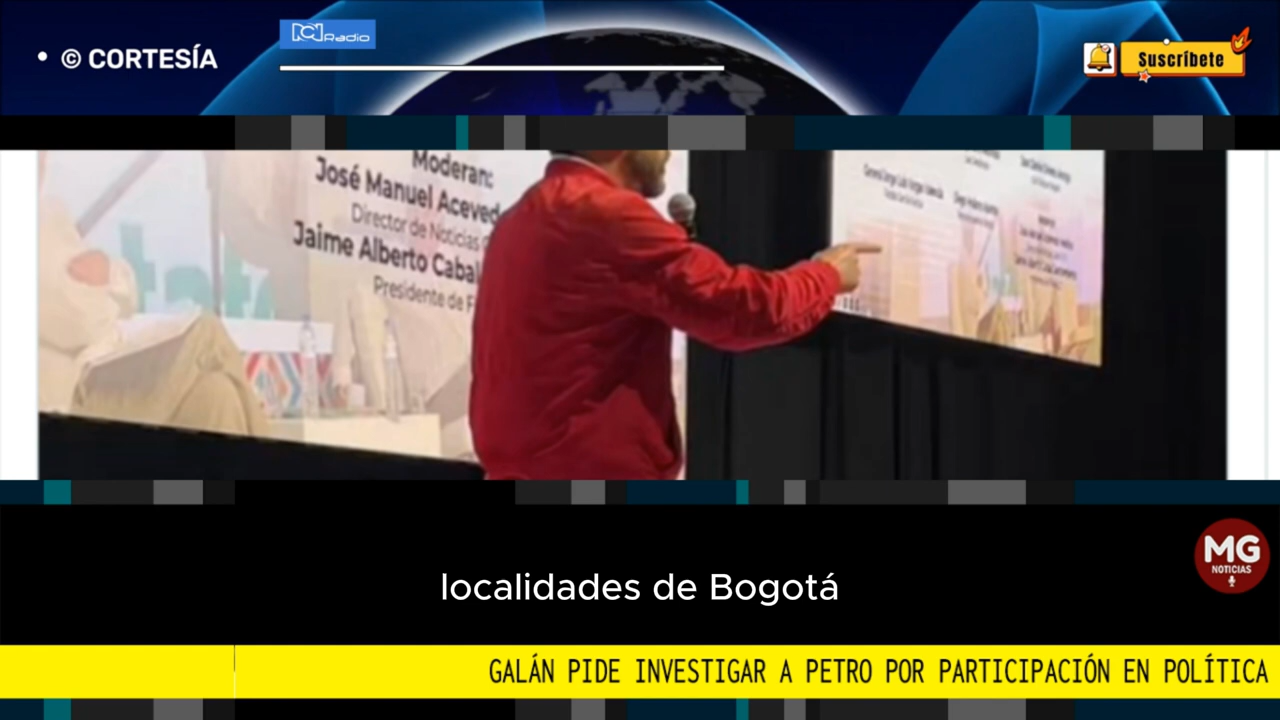 • © CORTESÍA
RCN Radio
Suscríbete
Moderan:
José Manuel Aceved
Director de Noticias
Jaime Alberto Cabal
Presidente de F
localidades de Bogotá
MG
NOTICIAS
GALÁN PIDE INVESTIGAR A PETRO POR PARTICIPACIÓN EN POLÍTICA